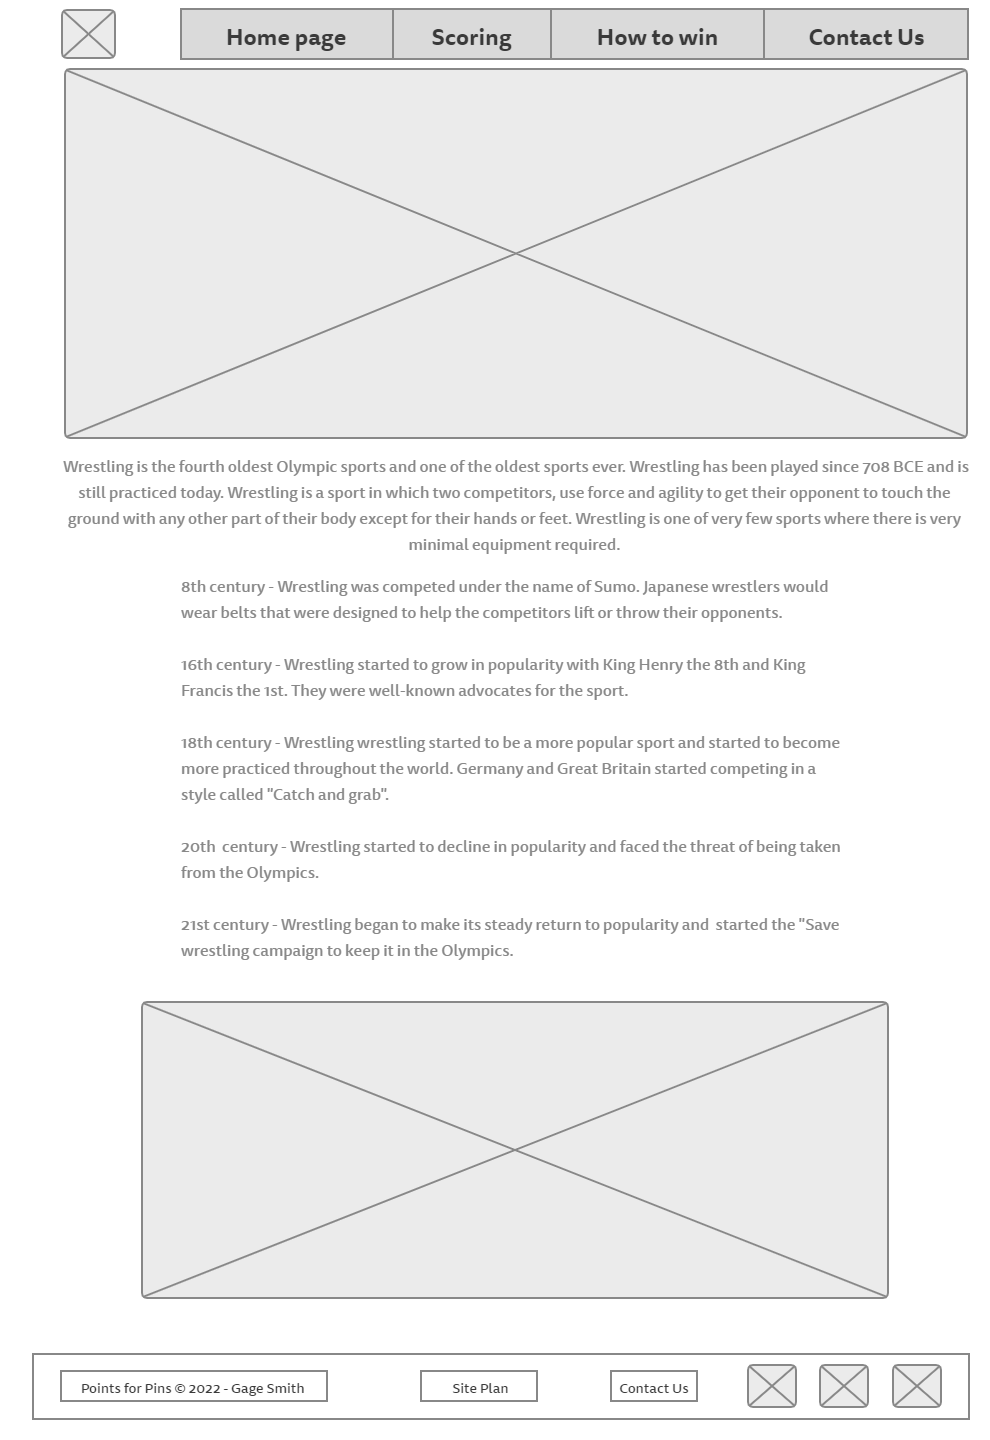 Home page
Scoring
How to win
Contact Us
Wrestling is the fourth oldest Olympic sports and one of the oldest sports ever. Wrestling has been played since 708 BCE and is
still practiced today. Wrestling is a sport in which two competitors, use force and agility to get their opponent to touch the
ground with any other part of their body except for their hands or feet. Wrestling is one of very few sports where there is very
minimal equipment required.
8th century - Wrestling was competed under the name of Sumo. Japanese wrestlers would
wear belts that were designed to help the competitors lift or throw their opponents.
16th century - Wrestling started to grow in popularity with King Henry the 8th and King
Francis the 1st. They were well-known advocates for the sport.
18th century - Wrestling wrestling started to be a more popular sport and started to become
more practiced throughout the world. Germany and Great Britain started competing in a
style called "Catch and grab".
20th  century - Wrestling started to decline in popularity and faced the threat of being taken
from the Olympics.
21st century - Wrestling began to make its steady return to popularity and  started the "Save
wrestling campaign to keep it in the Olympics.
Points for Pins © 2022 - Gage Smith
Site Plan
Contact Us